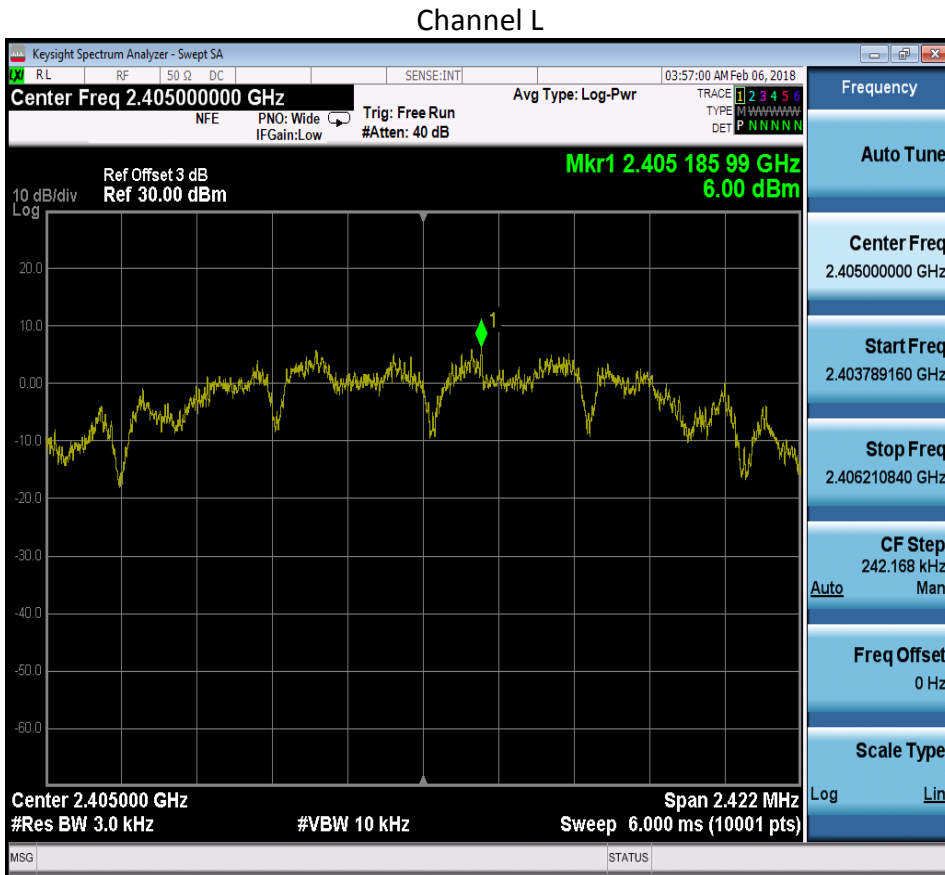 Channel L
Keysight Spectrum Analyzer - Swept SA
LXI RL RF 50 Ω DC SENSE:INT 03:57:00 AM Feb 06, 2018
Center Freq 2.405000000 GHz
NFE
PNO: Wide
IFGain:Low
Trig: Free Run
#Atten: 40 dB
Avg Type: Log-Pwr
TRACE 1 2 3 4 5 6
TYPE M WWWWW
DET P N N N N N
Mkr1 2.405 185 99 GHz
6.00 dBm
Ref Offset 3 dB
10 dB/div Ref 30.00 dBm
Log
20.0
10.0
0.00
-10.0
-20.0
-30.0
-40.0
-50.0
-60.0
1
Center 2.405000 GHz Span 2.422 MHz
#Res BW 3.0 kHz #VBW 10 kHz Sweep 6.000 ms (10001 pts)
MSG STATUS
Frequency
Auto Tune
Center Freq
2.405000000 GHz
Start Freq
2.403789160 GHz
Stop Freq
2.406210840 GHz
CF Step
242.168 kHz
Auto Man
Freq Offset
0 Hz
Scale Type
Log Lin